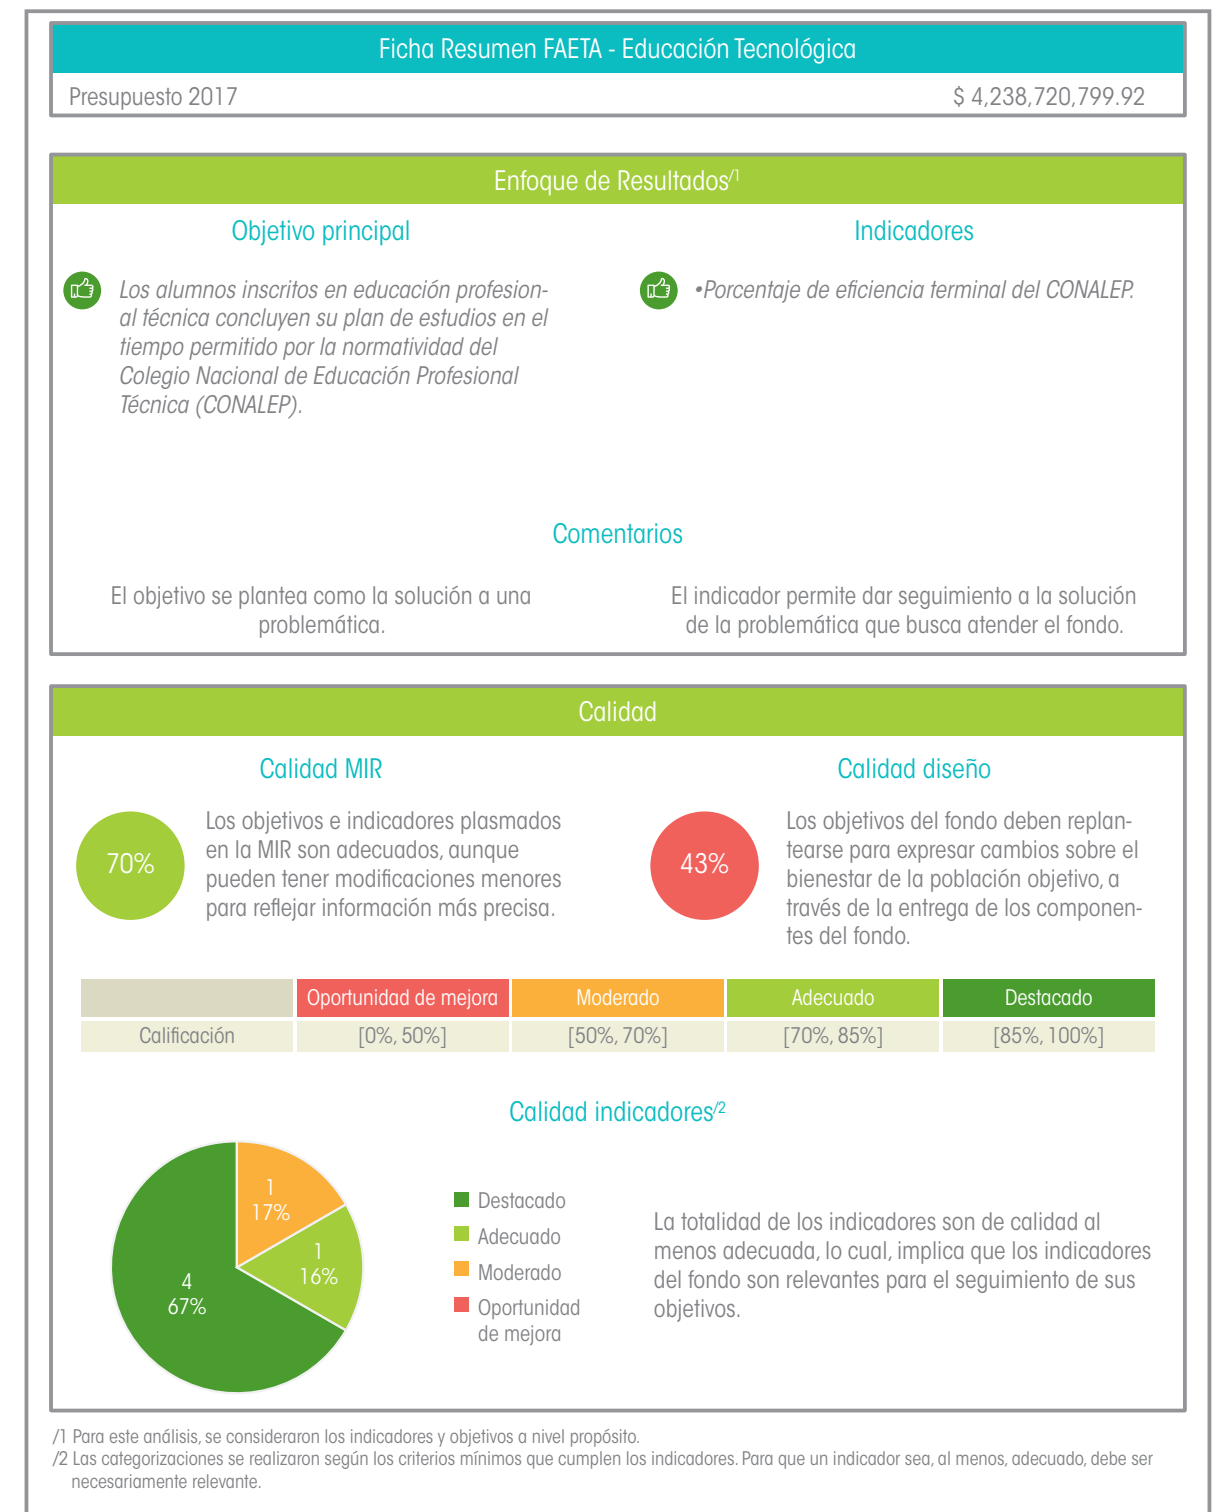 Ficha Resumen FAETA - Educación Tecnológica
Presupuesto 2017 $ 4,238,720,799.92
Enfoque de Resultados/1
Objetivo principal
Los alumnos inscritos en educación profesion-
al técnica concluyen su plan de estudios en el
tiempo permitido por la normatividad del
Colegio Nacional de Educación Profesional
Técnica (CONALEP).
Indicadores
•Porcentaje de eficiencia terminal del CONALEP.
Comentarios
El objetivo se plantea como la solución a una
problemática.
El indicador permite dar seguimiento a la solución
de la problemática que busca atender el fondo.
Calidad
Calidad MIR
70%
Los objetivos e indicadores plasmados
en la MIR son adecuados, aunque
pueden tener modificaciones menores
para reflejar información más precisa.
Calidad diseño
43%
Los objetivos del fondo deben replan-
tearse para expresar cambios sobre el
bienestar de la población objetivo, a
través de la entrega de los componen-
tes del fondo.
Oportunidad de mejora Moderado Adecuado Destacado
Calificación [0%, 50%] [50%, 70%] [70%, 85%] [85%, 100%]
Calidad indicadores/2
1
17%
1
16%
4
67%
Destacado
Adecuado
Moderado
Oportunidad
de mejora
La totalidad de los indicadores son de calidad al
menos adecuada, lo cual, implica que los indicadores
del fondo son relevantes para el seguimiento de sus
objetivos.
/1 Para este análisis, se consideraron los indicadores y objetivos a nivel propósito.
/2 Las categorizaciones se realizaron según los criterios mínimos que cumplen los indicadores. Para que un indicador sea, al menos, adecuado, debe ser
necesariamente relevante.